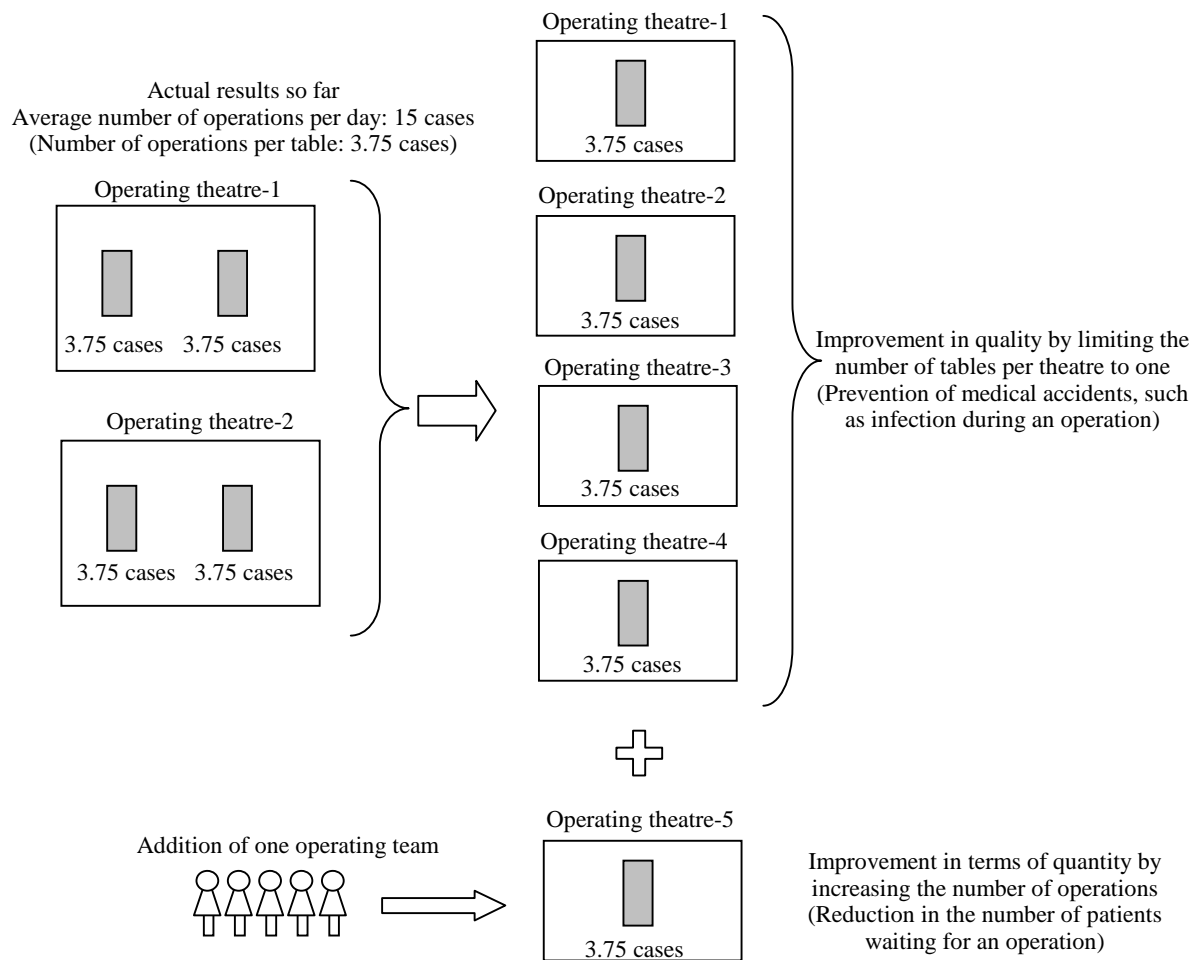 Actual results so far
Average number of operations per day: 15 cases
(Number of operations per table: 3.75 cases)
Operating theatre-1
3.75 cases
3.75 cases
Operating theatre-2
3.75 cases
3.75 cases
Operating theatre-1
3.75 cases
Operating theatre-2
3.75 cases
Operating theatre-3
3.75 cases
Operating theatre-4
3.75 cases
Improvement in quality by limiting the
number of tables per theatre to one
(Prevention of medical accidents, such
as infection during an operation)
Addition of one operating team
Operating theatre-5
3.75 cases
Improvement in terms of quantity by
increasing the number of operations
(Reduction in the number of patients
waiting for an operation)